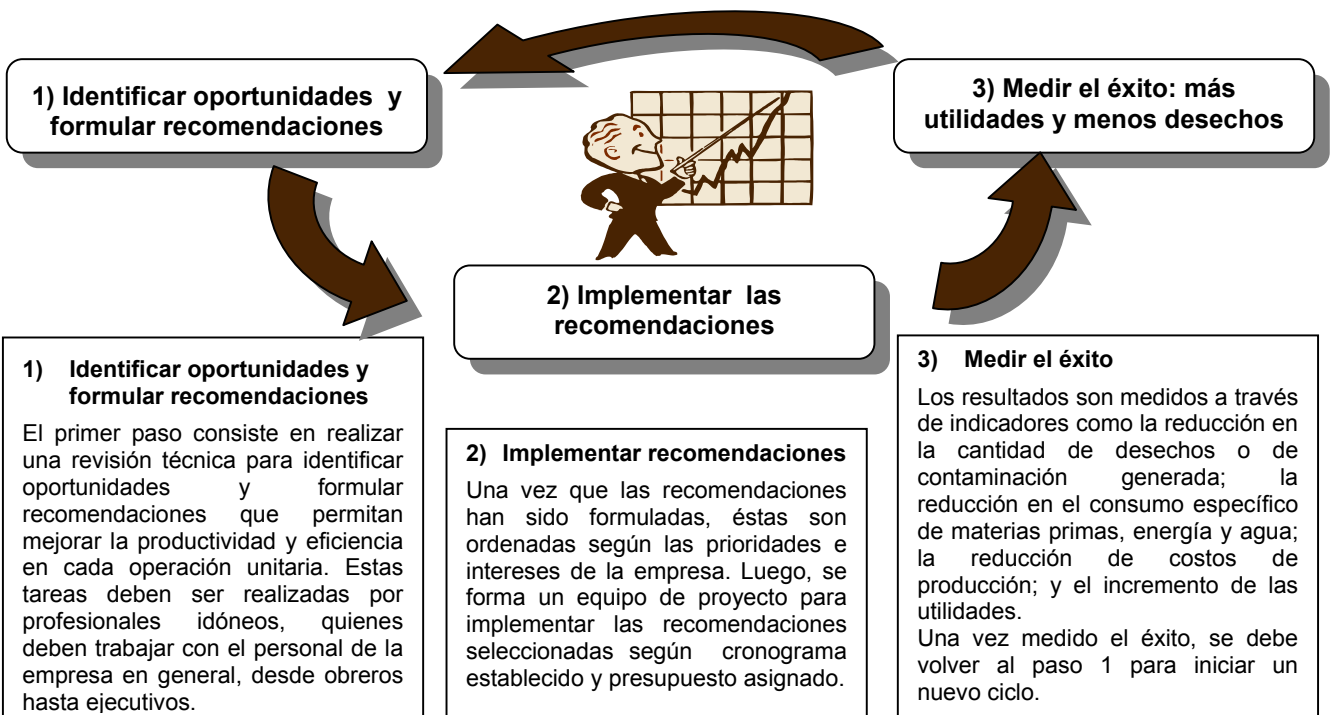 1) Identificar oportunidades y
formular recomendaciones
3) Medir el éxito: más
utilidades y menos desechos
2) Implementar las
recomendaciones
1) Identificar oportunidades y
formular recomendaciones
El primer paso consiste en realizar
una revisión técnica para identificar
oportunidades y formular
recomendaciones que permitan
mejorar la productividad y eficiencia
en cada operación unitaria. Estas
tareas deben ser realizadas por
profesionales idóneos, quienes
deben trabajar con el personal de la
empresa en general, desde obreros
hasta ejecutivos.
2) Implementar recomendaciones
Una vez que las recomendaciones
han sido formuladas, éstas son
ordenadas según las prioridades e
intereses de la empresa. Luego, se
forma un equipo de proyecto para
implementar las recomendaciones
seleccionadas según cronograma
establecido y presupuesto asignado.
3) Medir el éxito
Los resultados son medidos a través
de indicadores como la reducción en
la cantidad de desechos o de
contaminación generada; la
reducción en el consumo específico
de materias primas, energía y agua;
la reducción de costos de
producción; y el incremento de las
utilidades.
Una vez medido el éxito, se debe
volver al paso 1 para iniciar un
nuevo ciclo.